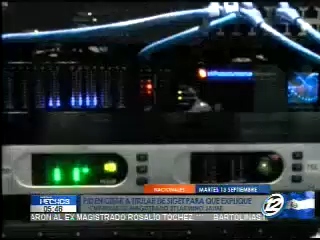 NACIONALES
MARTES 13 SEPTIEMBRE
HECHOS
05:46
PIDEN CITAR A TITULAR DE SIGET PARA QUE EXPLIQUE
12
ARON AL EX MAGISTRADO ROSALÍO TÓCHEZ
BARTOLINAS